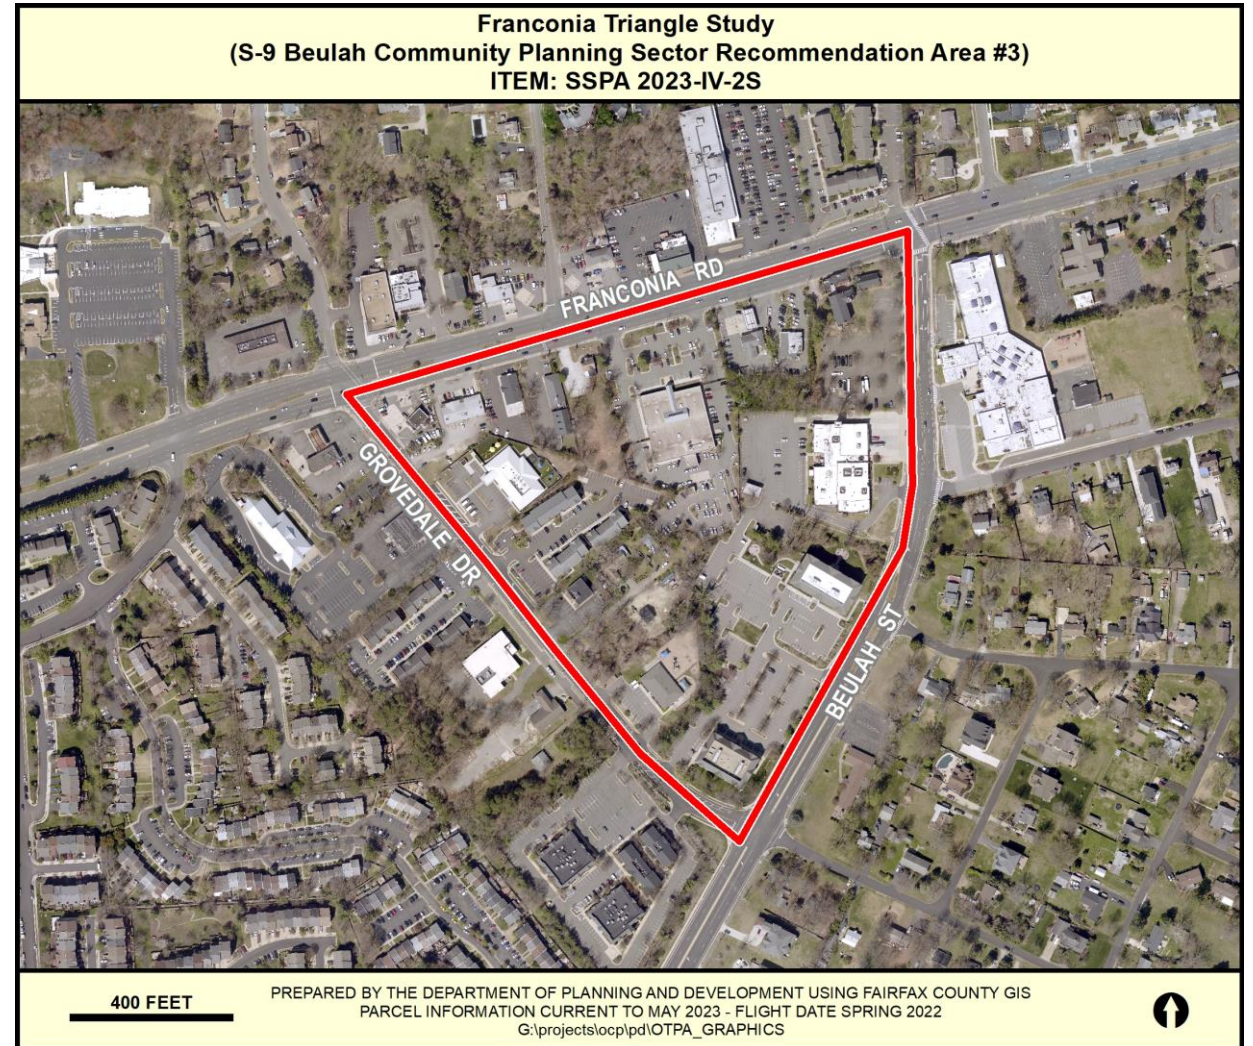 Franconia Triangle Study
(S-9 Beulah Community Planning Sector Recommendation Area #3)
ITEM: SSPA 2023-IV-2S
FRANCONIA RD
GROVEDALE DR
BEULAH ST
400 FEET
PREPARED BY THE DEPARTMENT OF PLANNING AND DEVELOPMENT USING FAIRFAX COUNTY GIS
PARCEL INFORMATION CURRENT TO MAY 2023 - FLIGHT DATE SPRING 2022
G:\projects\ocp\pd\OTPA_GRAPHICS